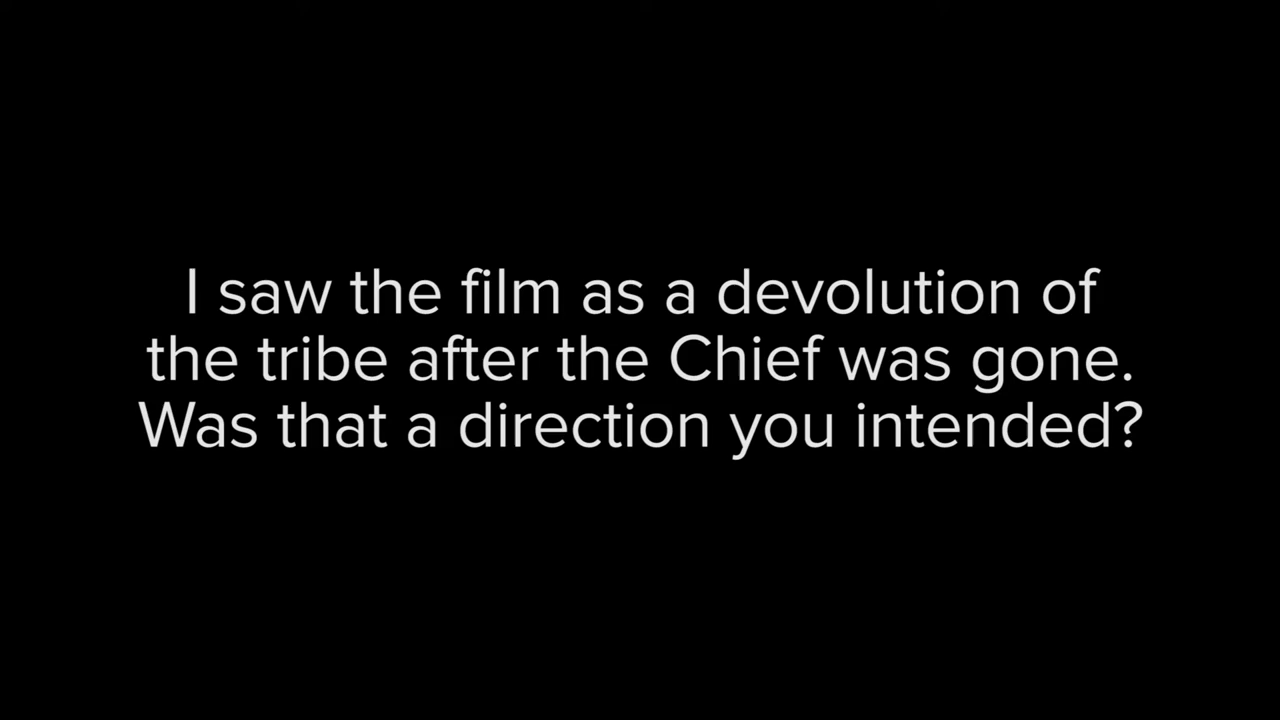 I saw the film as a devolution of
the tribe after the Chief was gone.
Was that a direction you intended?